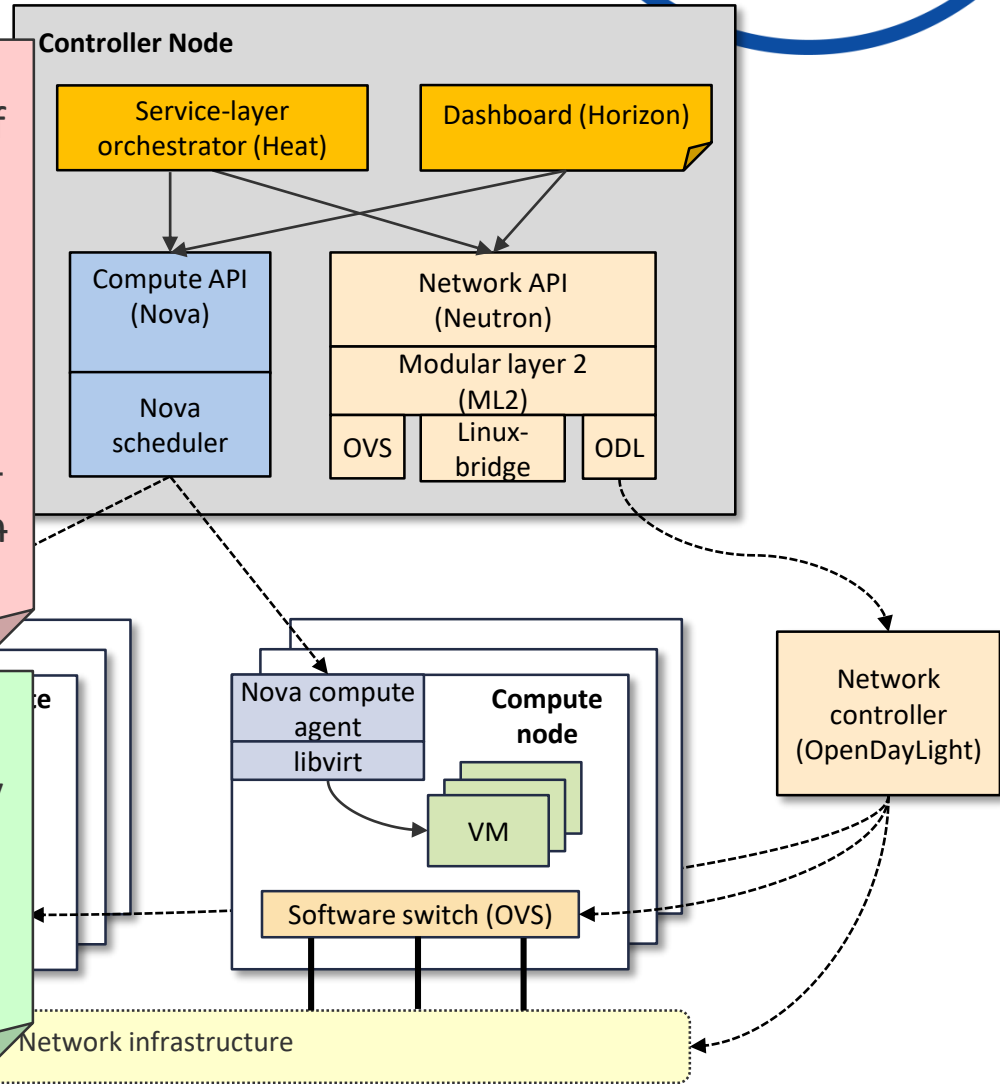 Controller Node
Service-layer
orchestrator (Heat)
Dashboard (Horizon)
Compute API
(Nova)
Nova
scheduler
Network API
(Neutron)
Modular layer 2
(ML2)
OVS
Linux-
bridge
ODL
Nova compute
agent
libvirt
Compute
node
VM
Software switch (OVS)
Network
controller
(OpenDayLight)
Network infrastructure